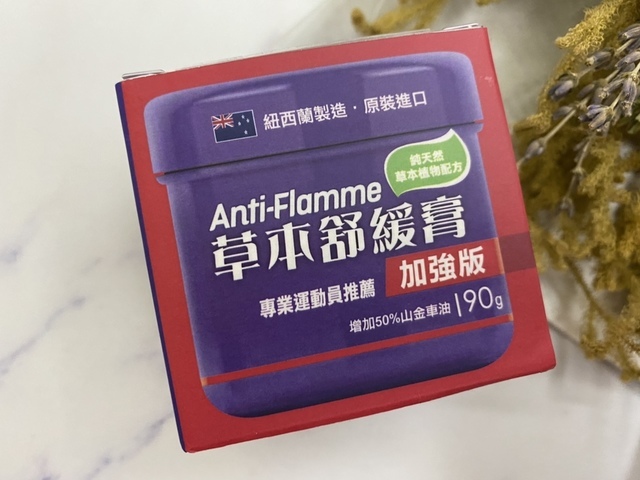 紐西蘭製造·原裝進口
純天然
草本植物配方
Anti-Flamme
草本舒緩膏
專業運動員推薦
加強版
增加50%山金車油 | 90g